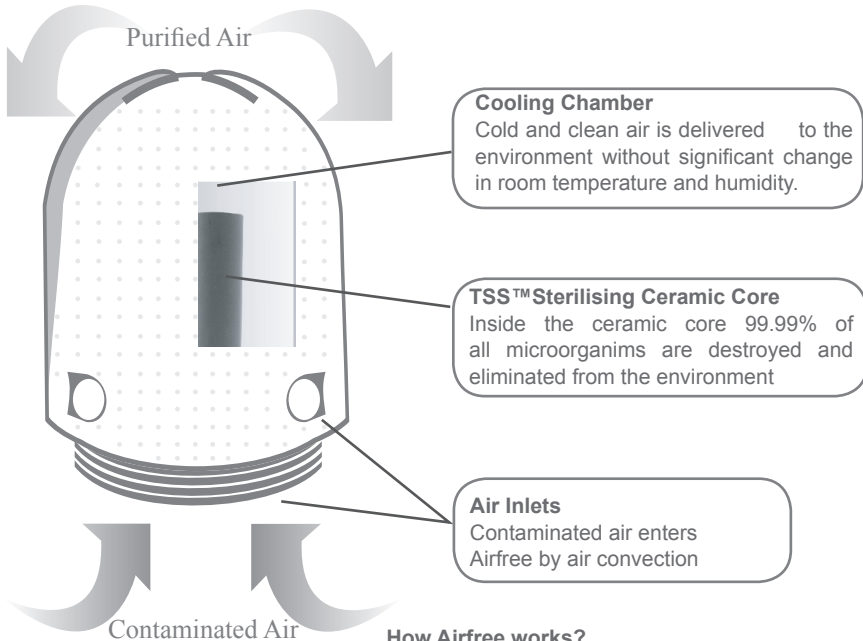 Purified Air
Cooling Chamber
Cold and clean air is delivered to the
environment without significant change
in room temperature and humidity.
TSS™Sterilising Ceramic Core
Inside the ceramic core 99.99% of
all microorganims are destroyed and
eliminated from the environment
Air Inlets
Contaminated air enters
Airfree by air convection
Contaminated Air
How Airfree works?